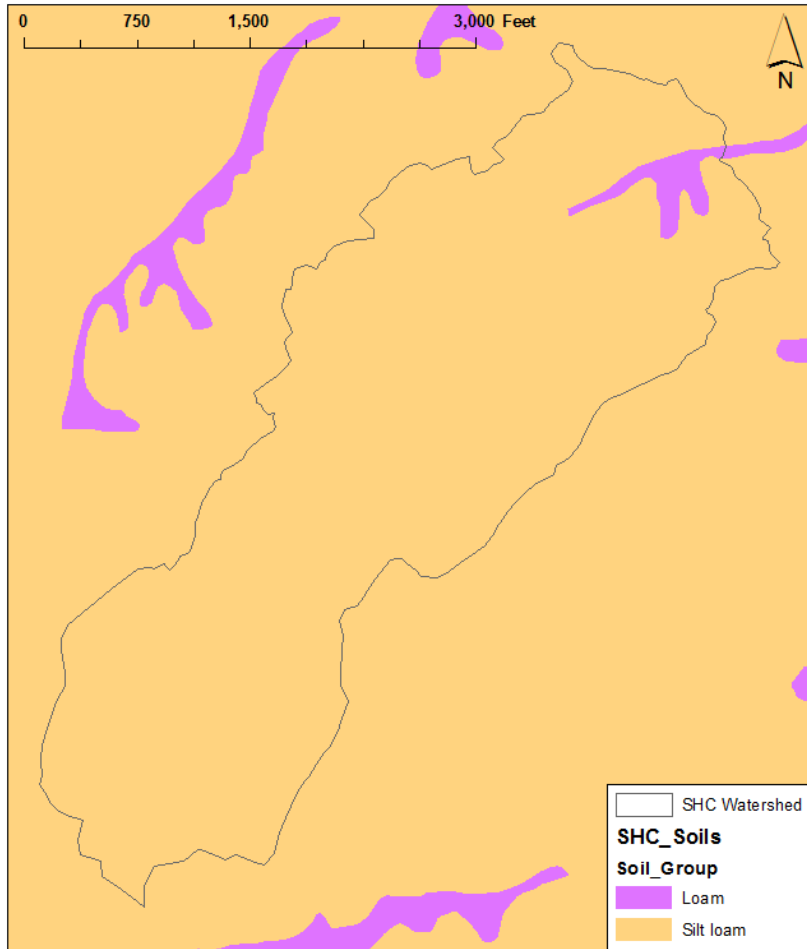 0 750 1,500 3,000 Feet
N
SHC Watershed
SHC_Soils
Soil_Group
Loam
Silt loam